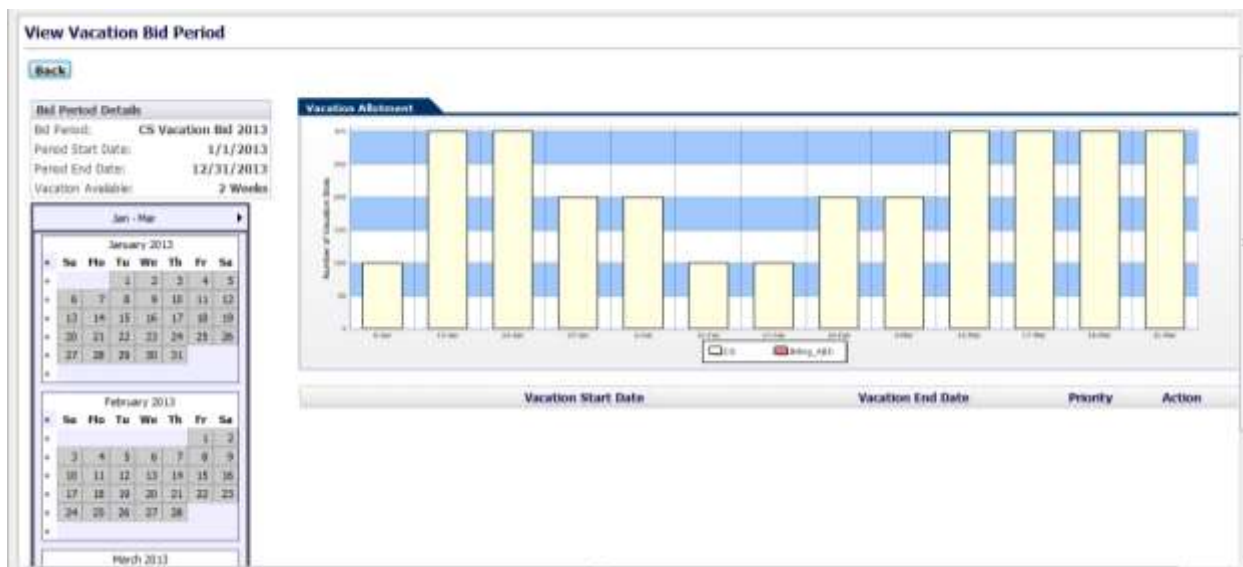 View Vacation Bid Period
Back
Bid Period Details
Bid Period: CS Vacation Bid 2013
Period Start Date: 1/1/2013
Period End Date: 12/31/2013
Vacation Available: 2 Weeks
Jan - Mar
January 2013
Su Mo Tu We Th Fr Sa
1 2 3 4 5
6 7 8 9 10 11 12
13 14 15 16 17 18 19
20 21 22 23 24 25 26
27 28 29 30 31
February 2013
Su Mo Tu We Th Fr Sa
1 2
3 4 5 6 7 8 9
10 11 12 13 14 15 16
17 18 19 20 21 22 23
24 25 26 27 28
March 2013
Vacation Allotment
Number of Vacation Slots
CS
Vacation Start Date Vacation End Date Priority Action